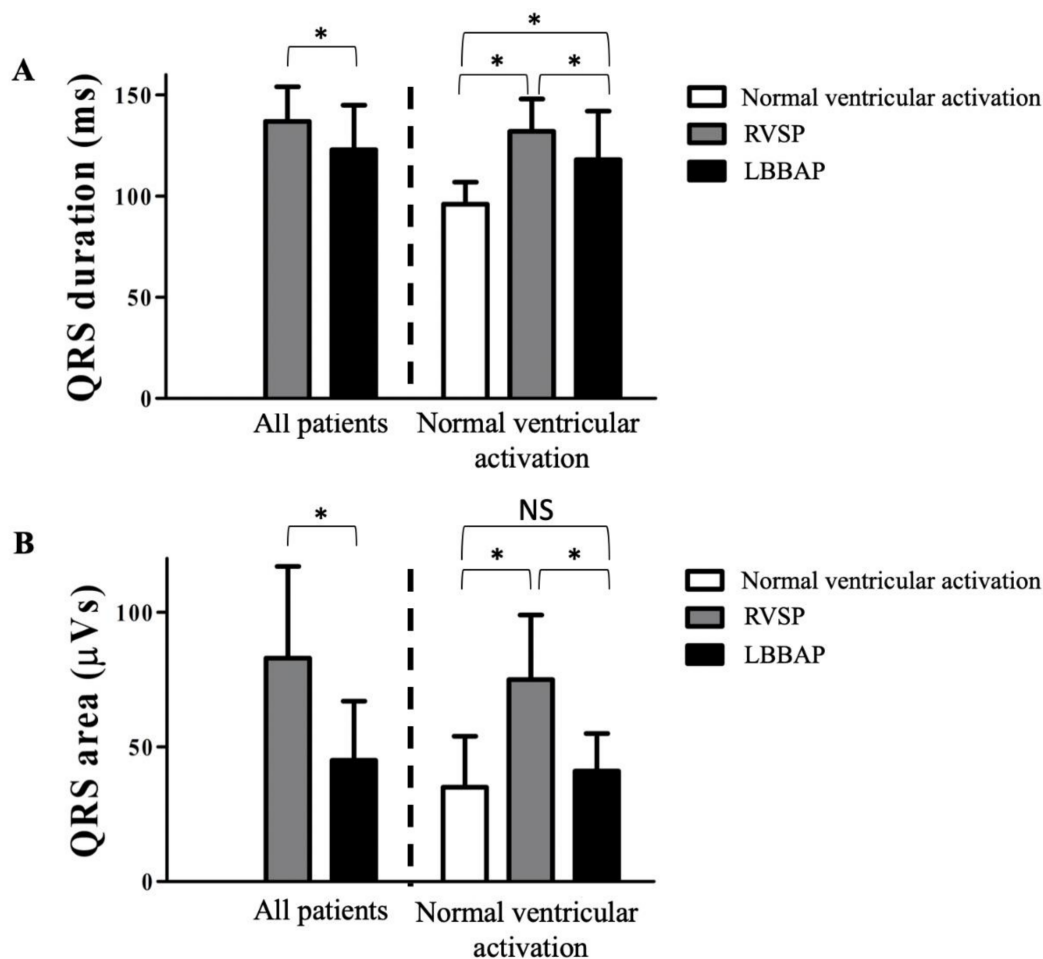 A
*
*
*
*
QRS duration (ms)
150
100
50
0
All patients
Normal ventricular
activation
Normal ventricular activation
RVSP
LBBAP
B
*
NS
*
*
QRS area (µVs)
100
50
0
All patients
Normal ventricular
activation
Normal ventricular activation
RVSP
LBBAP